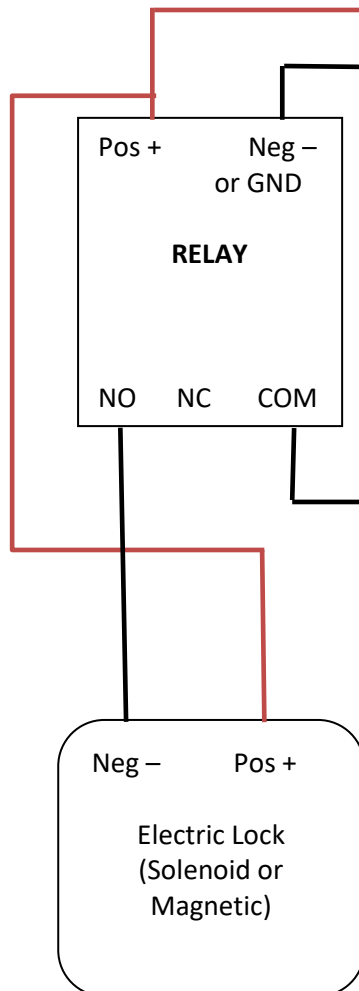 Pos +
Neg –
or GND
RELAY
NO
NC
COM
Neg –
Pos +
Electric Lock
(Solenoid or
Magnetic)